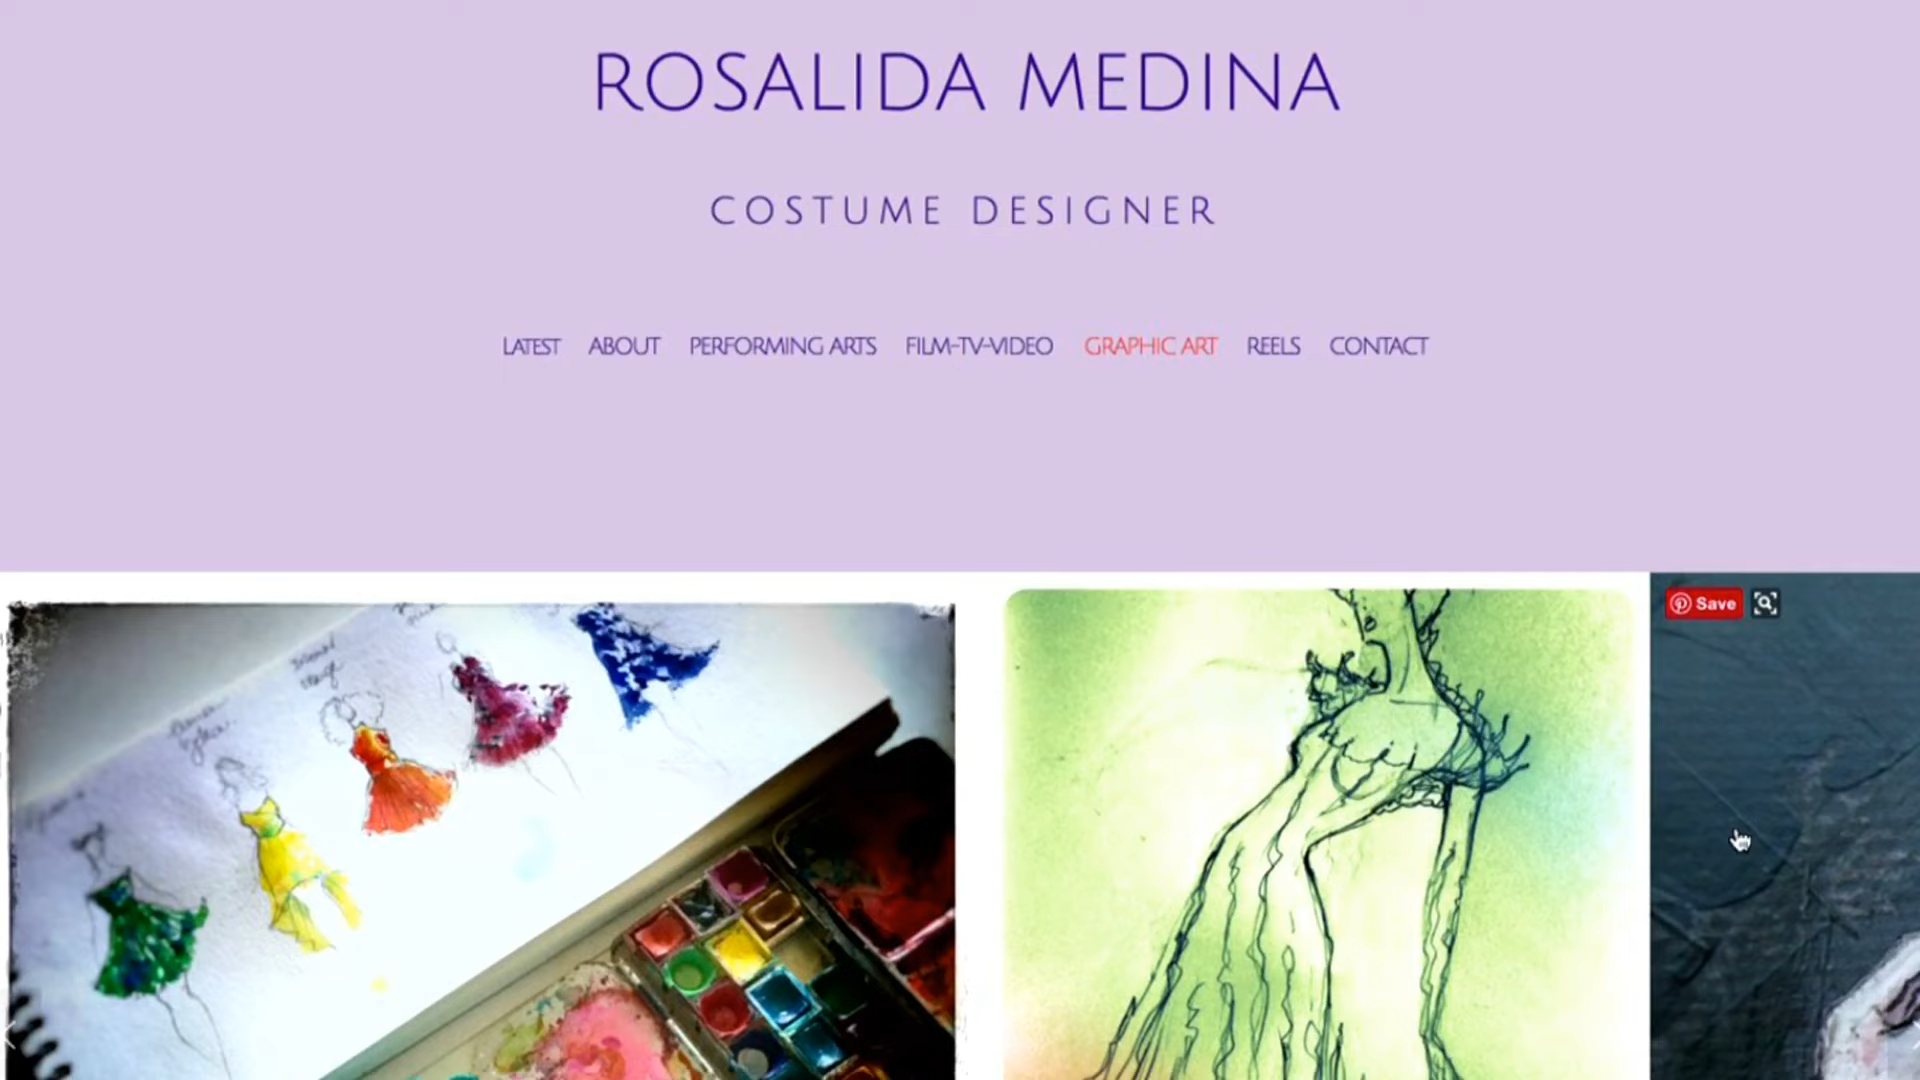 ROSALIDA MEDINA
COSTUME DESIGNER
LATEST ABOUT PERFORMING ARTS FILM-TV-VIDEO GRAPHIC ART REELS CONTACT
Save